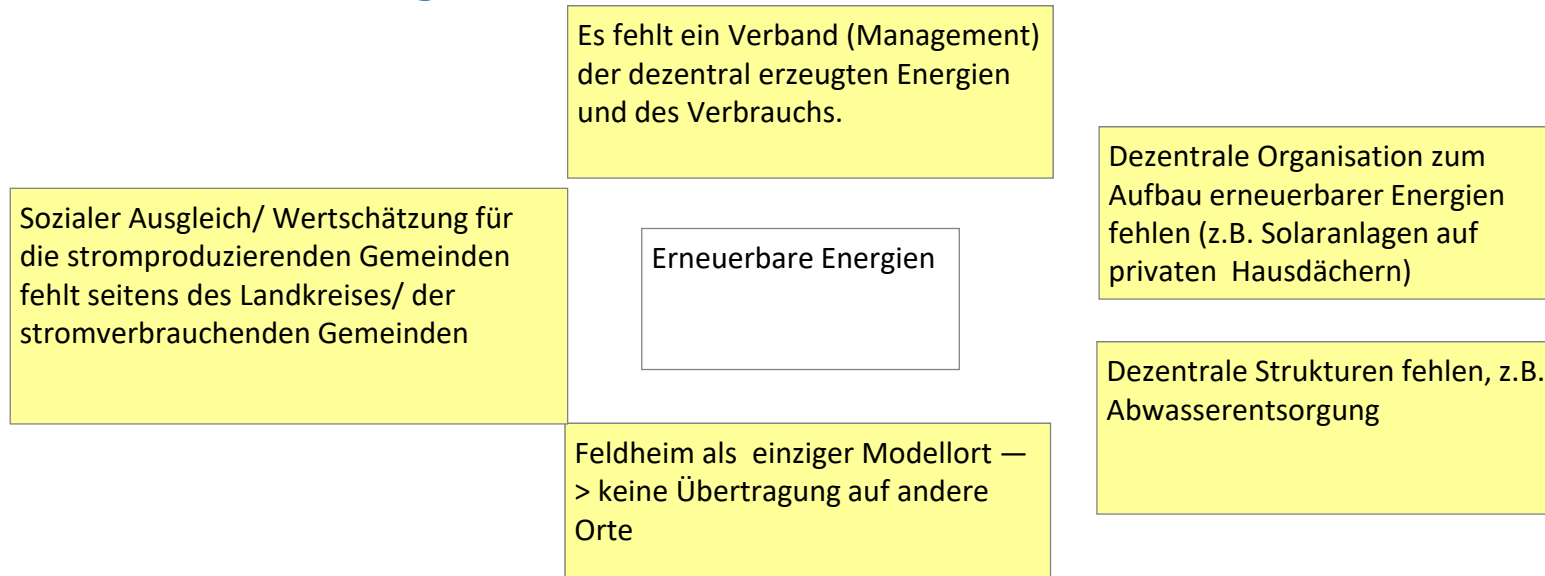 Es fehlt ein Verband (Management)
der dezentral erzeugten Energien
und des Verbrauchs.
Dezentrale Organisation zum
Aufbau erneuerbarer Energien
fehlen (z.B. Solaranlagen auf
privaten  Hausdächern)
Sozialer Ausgleich/ Wertschätzung für
die stromproduzierenden Gemeinden
fehlt seitens des Landkreises/ der
stromverbrauchenden Gemeinden
Erneuerbare Energien
Dezentrale Strukturen fehlen, z.B.
Abwasserentsorgung
Feldheim als  einziger Modellort —
> keine Übertragung auf andere
Orte